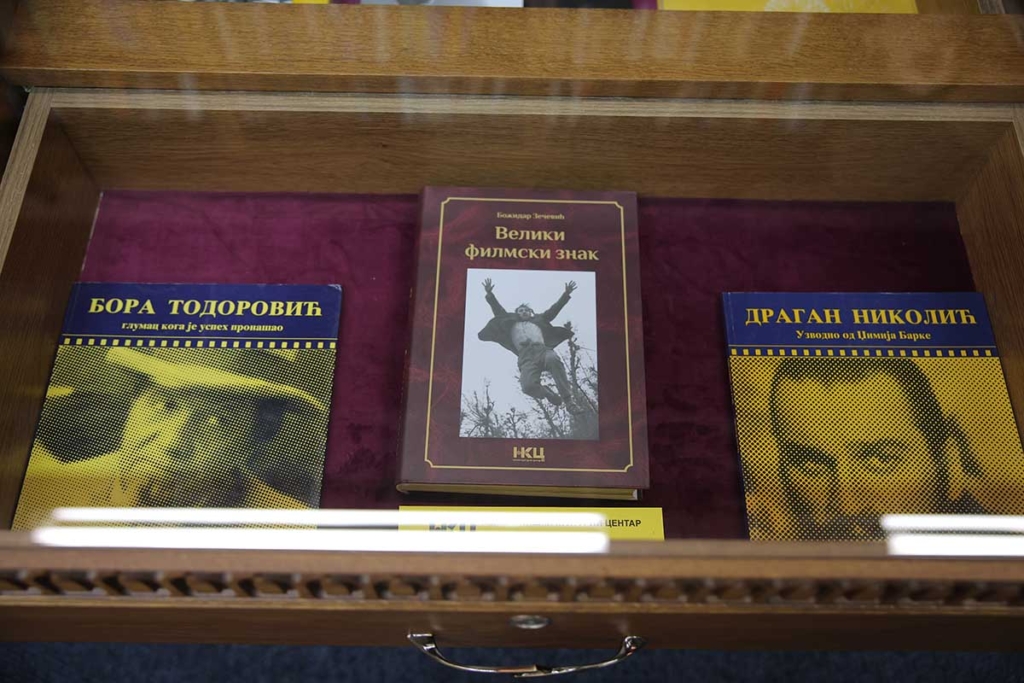 БОРА ТОДОРОВИЋ
глумац кога је успех пронашао
Божидар Зечевић
Велики
филмски знак
НКЦ
ЦЕНТАР
ДРАГАН НИКОЛИЋ
Узводно од Џимија Барке